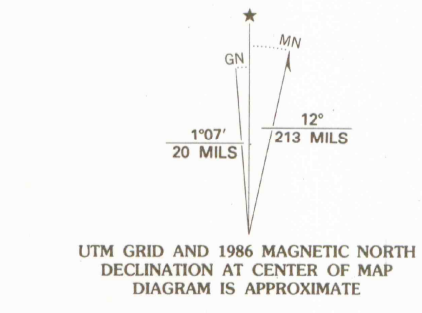 ★
MN
GN
12°
213 MILS
1°07′
20 MILS
UTM GRID AND 1986 MAGNETIC NORTH
DECLINATION AT CENTER OF MAP
DIAGRAM IS APPROXIMATE